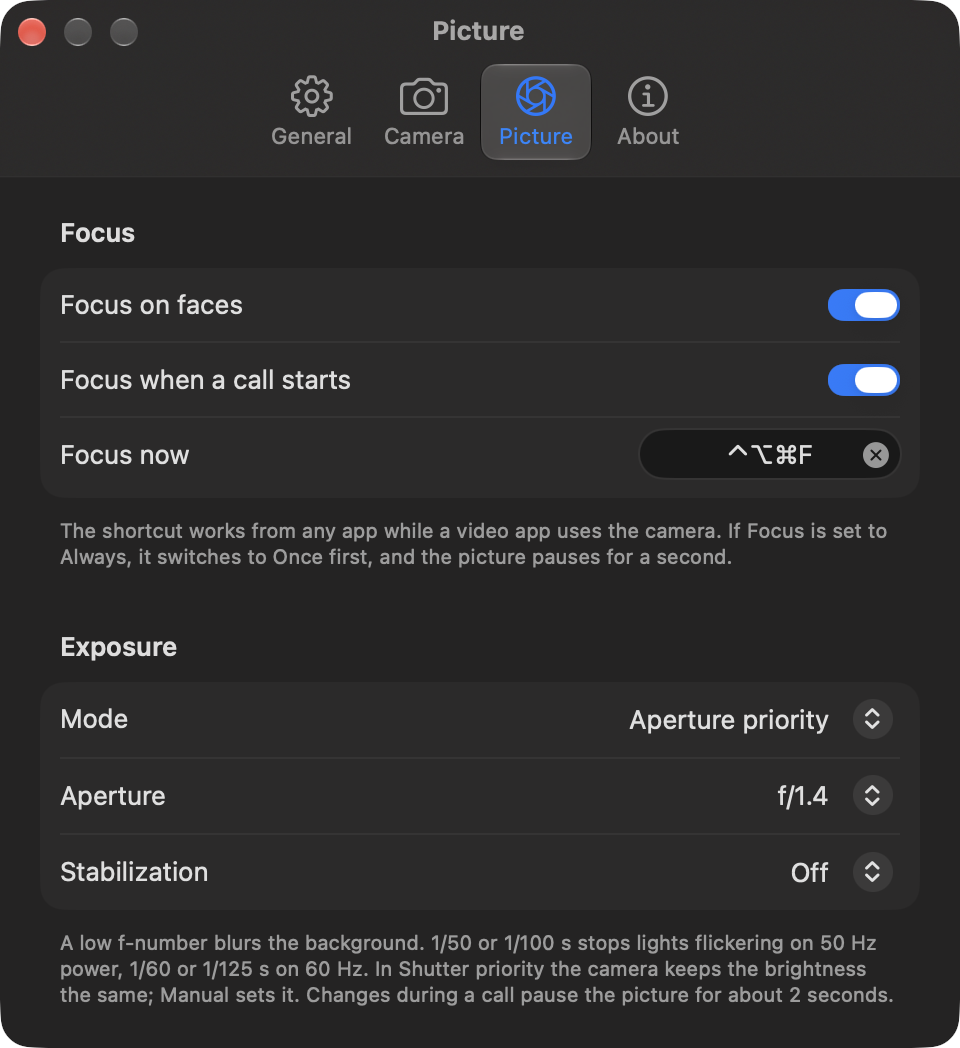 Picture
General
Camera
Picture
About
Focus
Focus on faces
Focus when a call starts
Focus now
^⌥⌘F
The shortcut works from any app while a video app uses the camera. If Focus is set to
Always, it switches to Once first, and the picture pauses for a second.
Exposure
Mode
Aperture priority
Aperture
f/1.4
Stabilization
Off
A low f-number blurs the background. 1/50 or 1/100 s stops lights flickering on 50 Hz
power, 1/60 or 1/125 s on 60 Hz. In Shutter priority the camera keeps the brightness
the same; Manual sets it. Changes during a call pause the picture for about 2 seconds.